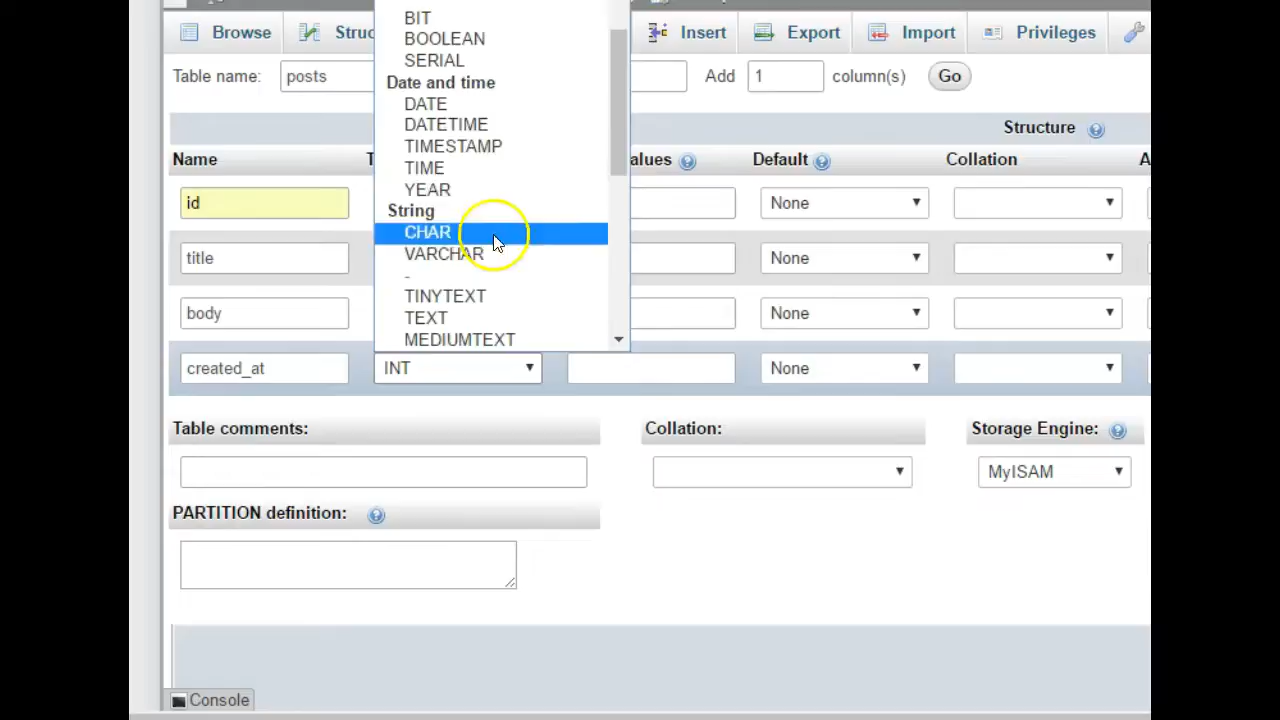 BIT
Browse
Struc
Insert
Export
Import
Privileges
BOOLEAN
SERIAL
Table name:
posts
Add
1
column(s)
Go
Date and time
DATE
DATETIME
TIMESTAMP
TIME
YEAR
String
CHAR
VARCHAR
-
TINYTEXT
TEXT
MEDIUMTEXT
Structure
Name
T
alues
Default
Collation
A
id
None
title
None
body
None
created_at
INT
None
Table comments:
Collation:
Storage Engine:
MyISAM
PARTITION definition:
Console